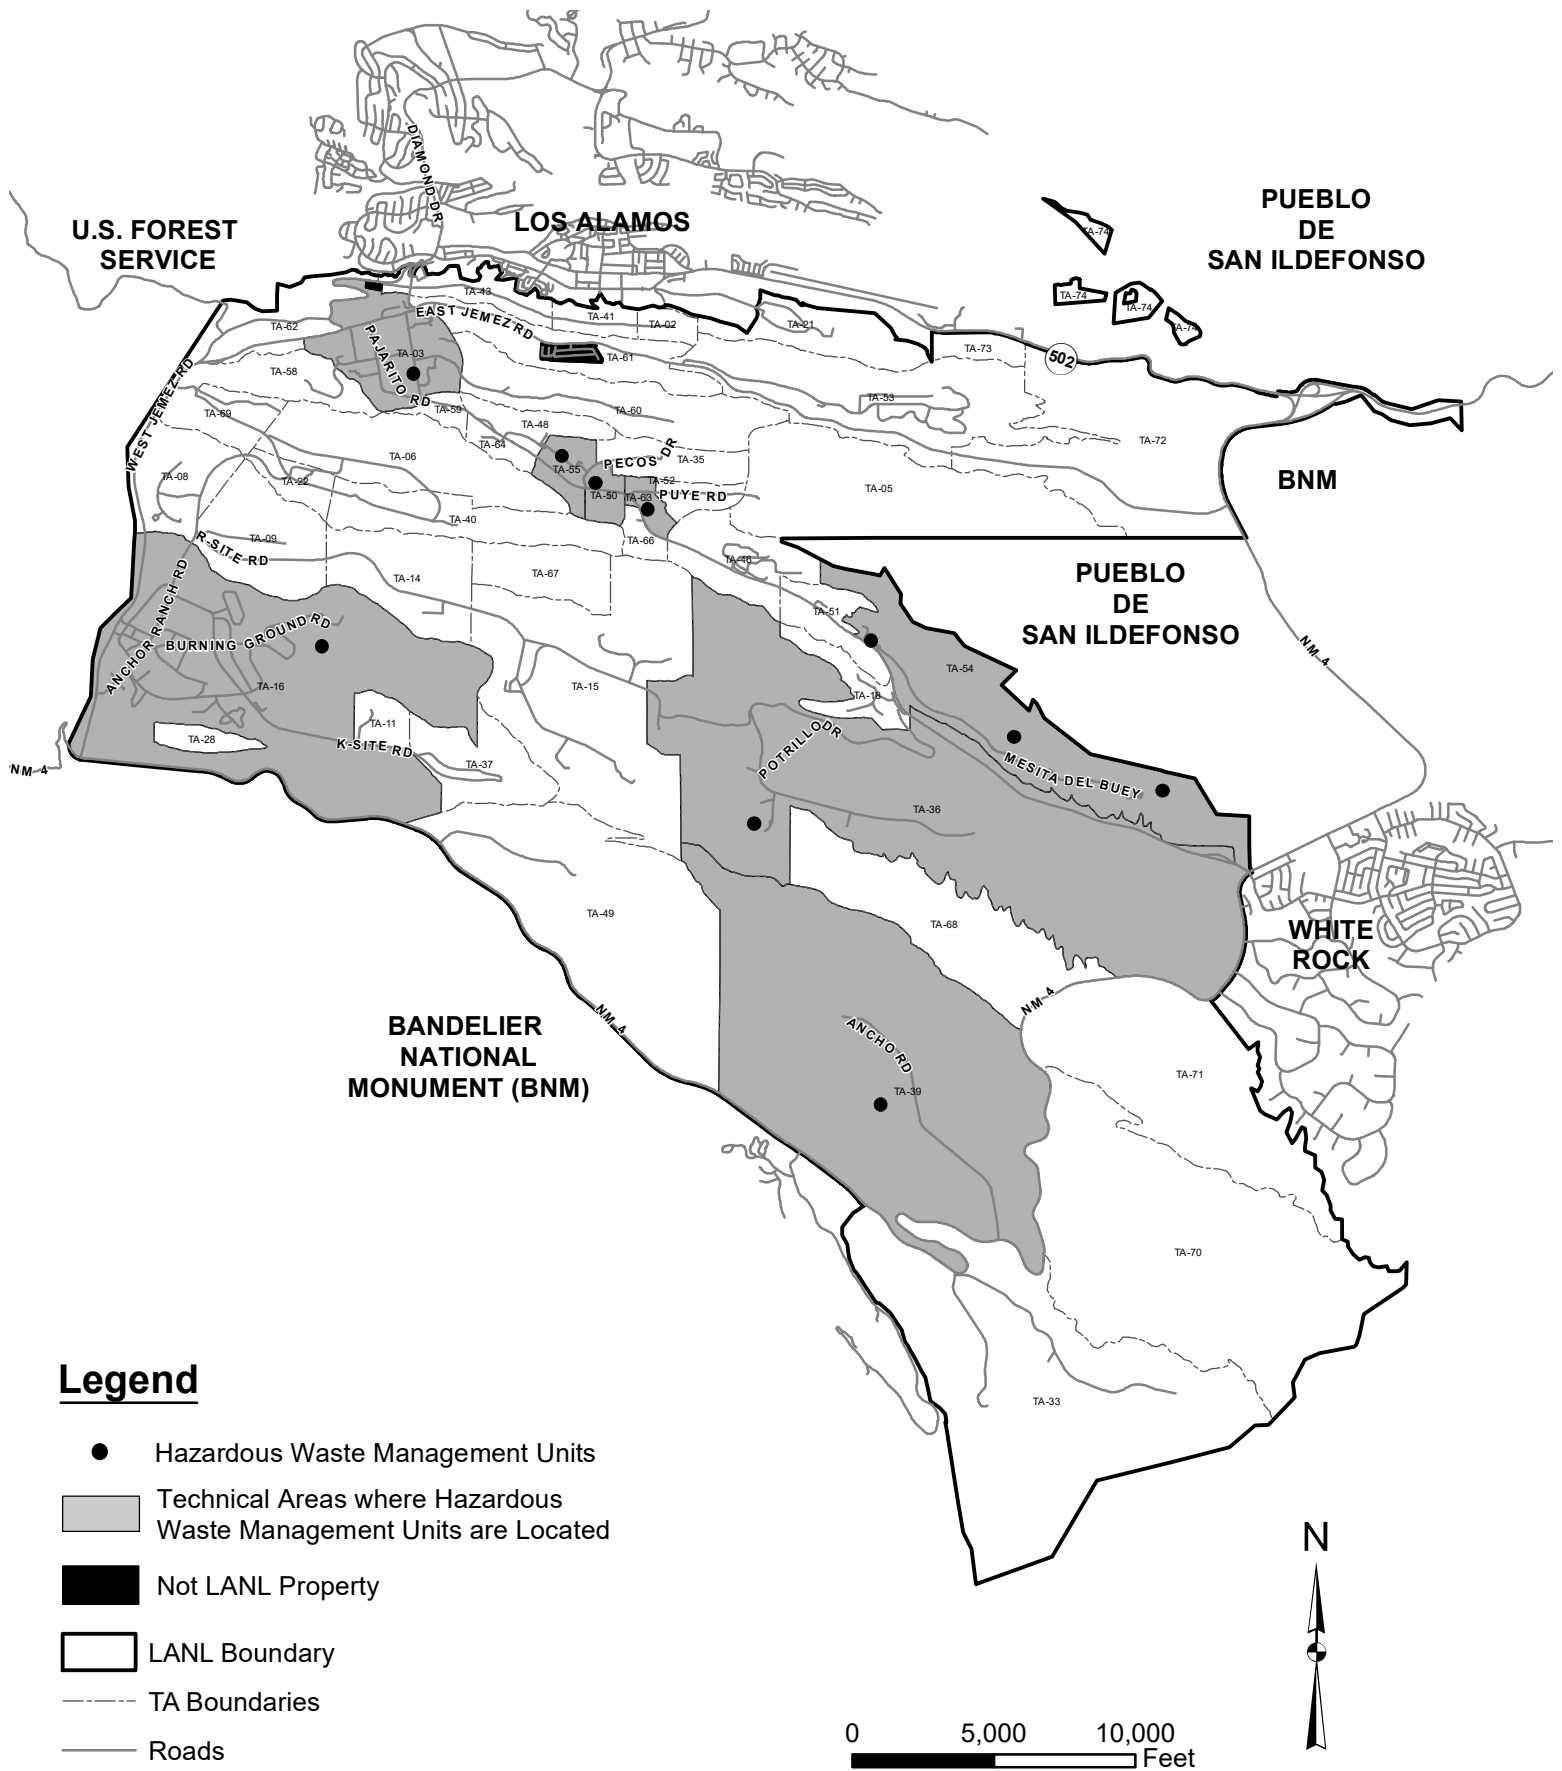 DIAMOND DR
LOS ALAMOS
U.S. FOREST
SERVICE
PUEBLO
DE
SAN ILDEFONSO
TA-74
TA-74
TA-74
TA-74
TA-43
EAST JEMEZ RD
TA-41
TA-02
TA-21
TA-62
PAJARITO RD
TA-03
TA-61
TA-73
502
WEST JEMEZ RD
TA-58
TA-69
TA-59
TA-60
TA-53
TA-48
TA-64
TA-72
TA-06
PECOS DR
TA-35
TA-08
TA-22
TA-55
TA-52
TA-50
TA-63
PUYE RD
TA-05
BNM
TA-40
TA-09
R-SITE RD
TA-66
TA-46
TA-14
TA-67
PUEBLO
DE
SAN ILDEFONSO
TA-51
NM 4
ANCHOR RANCH RD
BURNING GROUND RD
TA-16
TA-15
TA-54
TA-18
TA-11
TA-28
K-SITE RD
TA-37
POTRILLO DR
MESITA DEL BUEY
NM 4
TA-36
TA-49
TA-68
WHITE
ROCK
NM 4
NM 4
BANDELIER
NATIONAL
MONUMENT (BNM)
ANCHO RD
TA-39
TA-71
TA-70
TA-33
Legend
Hazardous Waste Management Units
Technical Areas where Hazardous
Waste Management Units are Located
Not LANL Property
LANL Boundary
TA Boundaries
Roads
N
0 5,000 10,000
Feet